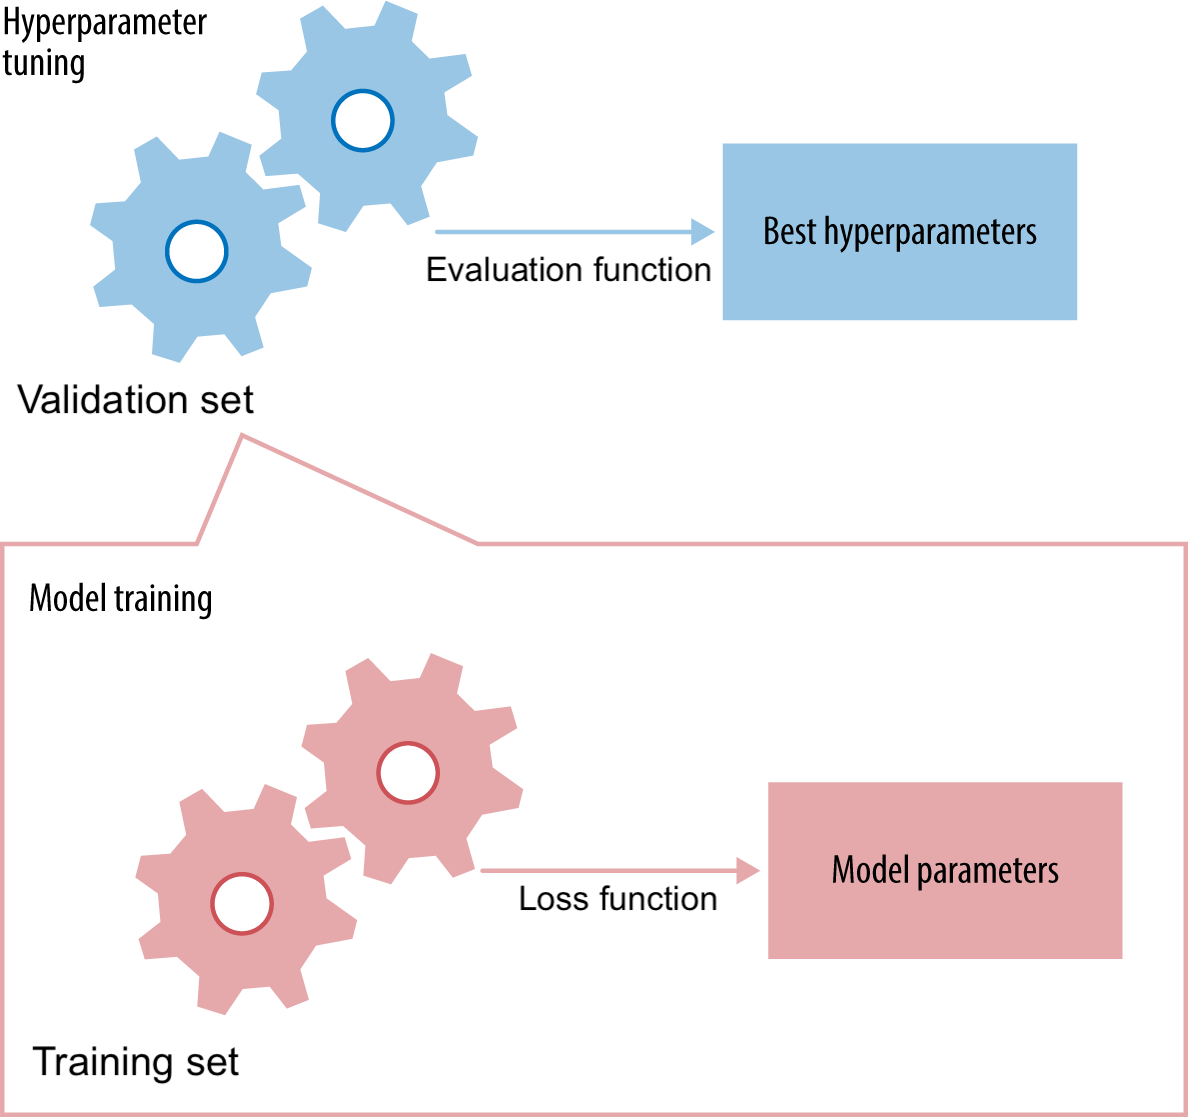 Hyperparameter
tuning
Best hyperparameters
Evaluation function
Validation set
Model training
Model parameters
Loss function
Training set